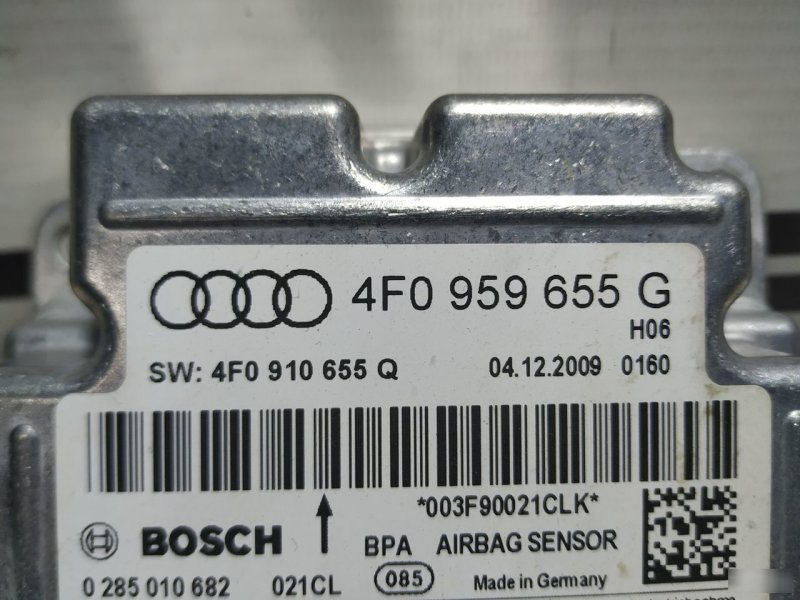 4F0 959 655 G
H06
SW: 4F0 910 655 Q 04.12.2009 0160
*003F90021CLK*
BOSCH BPA AIRBAG SENSOR
0 285 010 682 021CL 085 Made in Germany